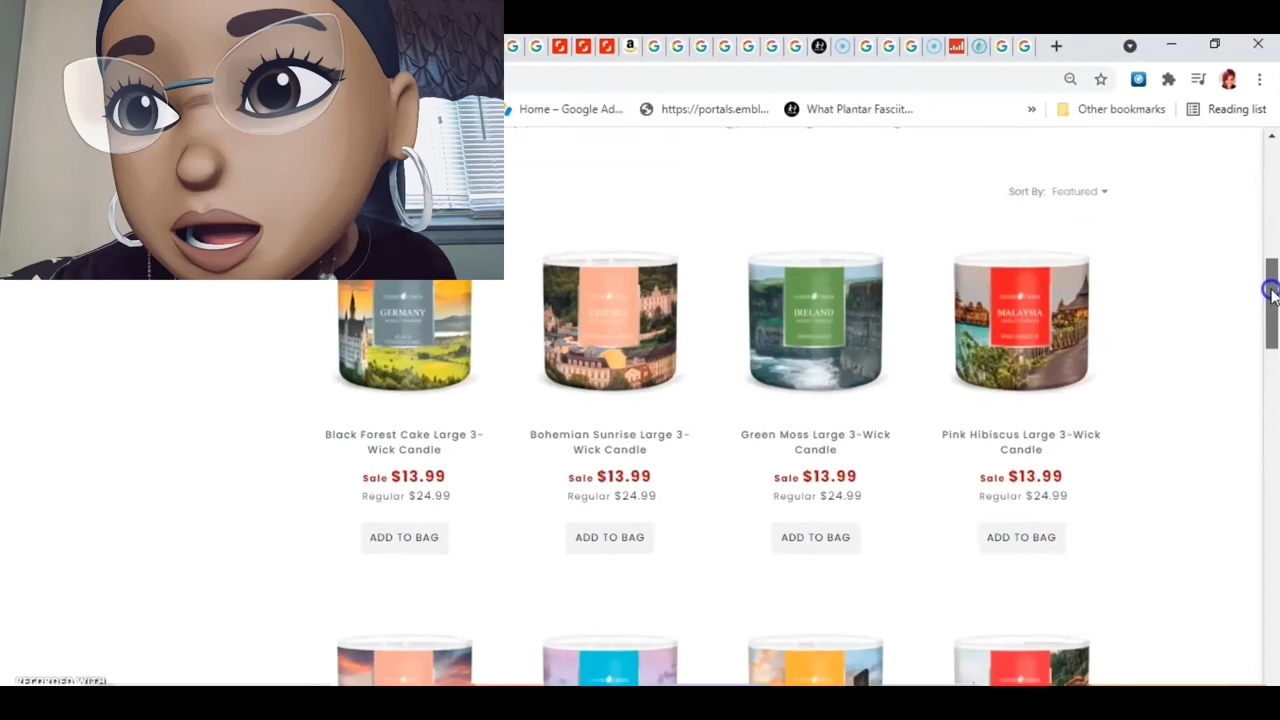 Home – Google Ad...
https://portals.embl...
What Plantar Fasciit...
»
Other bookmarks
Reading list
Sort By: Featured
GERMANY
IRELAND
MALAYSIA
Black Forest Cake Large 3-
Wick Candle
Bohemian Sunrise Large 3-
Wick Candle
Green Moss Large 3-Wick
Candle
Pink Hibiscus Large 3-Wick
Candle
Sale $13.99
Sale $13.99
Sale $13.99
Sale $13.99
Regular $24.99
Regular $24.99
Regular $24.99
Regular $24.99
ADD TO BAG
ADD TO BAG
ADD TO BAG
ADD TO BAG
RECORDED WITH